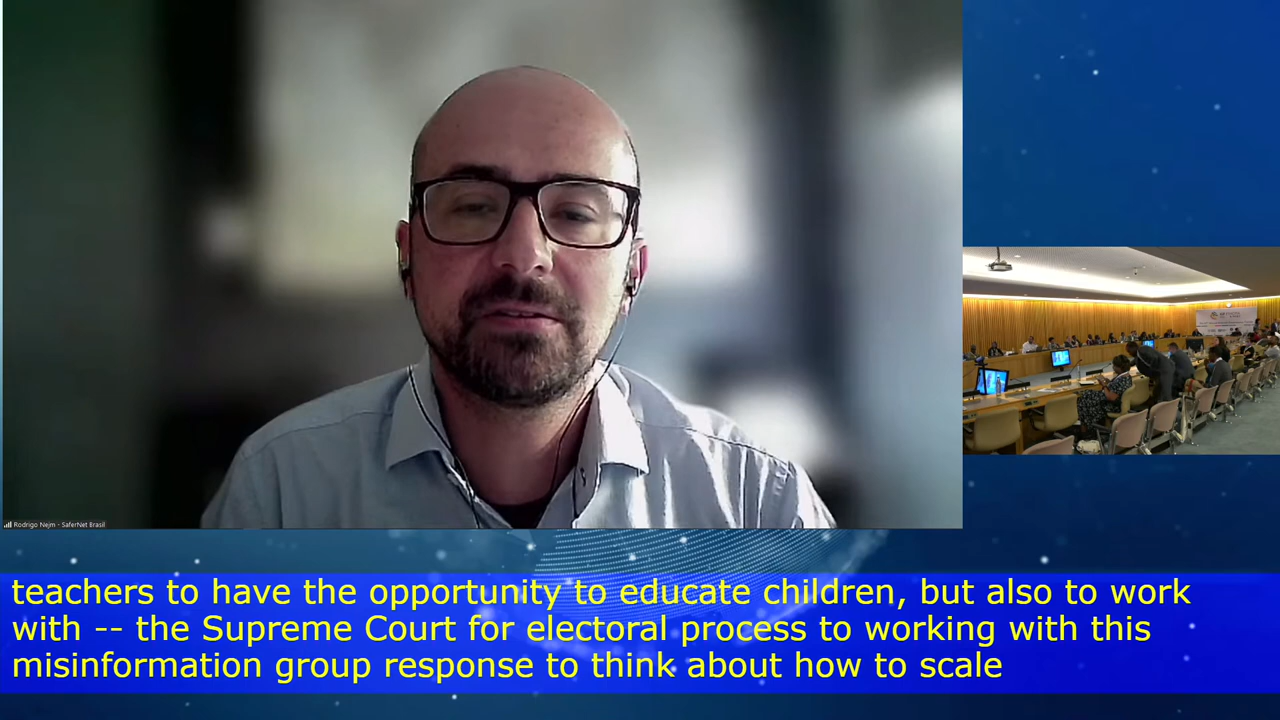 Rodrigo Nejm - SaferNet Brasil
teachers to have the opportunity to educate children, but also to work
with -- the Supreme Court for electoral process to working with this
misinformation group response to think about how to scale